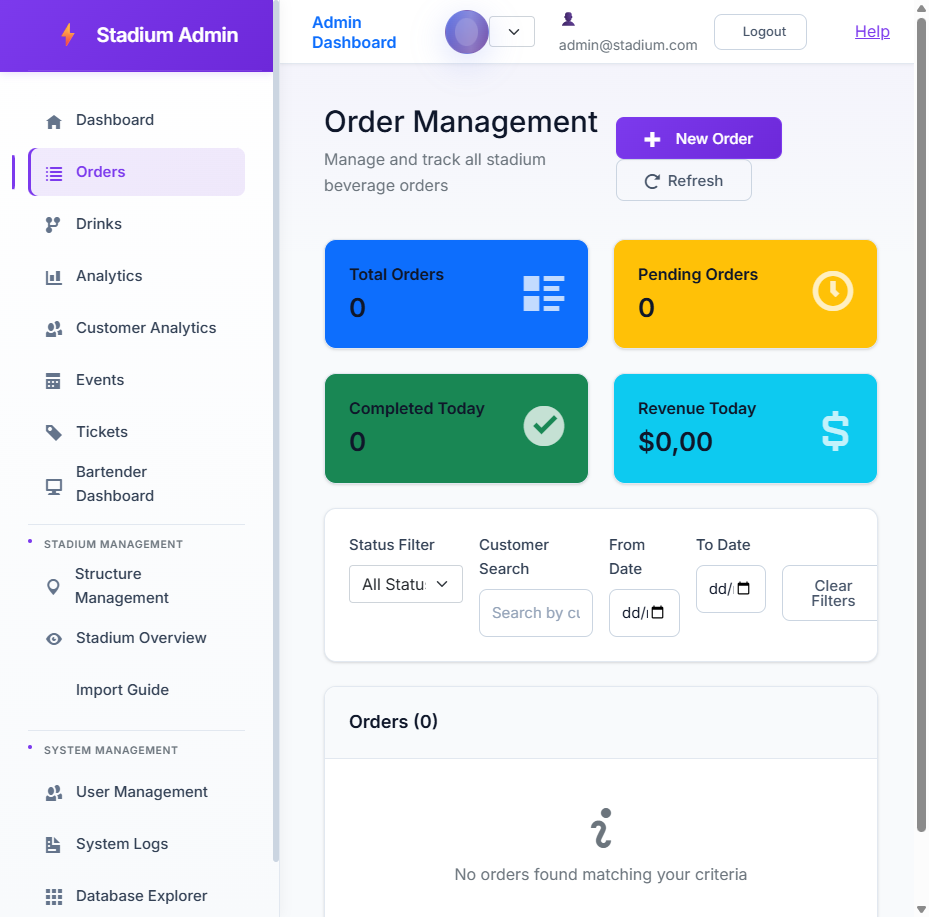 Stadium Admin
Dashboard
Orders
Drinks
Analytics
Customer Analytics
Events
Tickets
Bartender
Dashboard
STADIUM MANAGEMENT
Structure
Management
Stadium Overview
Import Guide
SYSTEM MANAGEMENT
User Management
System Logs
Database Explorer
Admin
Dashboard
admin@stadium.com
Logout
Help
Order Management
Manage and track all stadium
beverage orders
New Order
Refresh
Total Orders
0
Pending Orders
0
Completed Today
0
Revenue Today
$0,00
Status Filter
All Statu
Customer
Search
Search by cu
From
Date
dd/
To Date
dd/
Clear
Filters
Orders (0)
No orders found matching your criteria